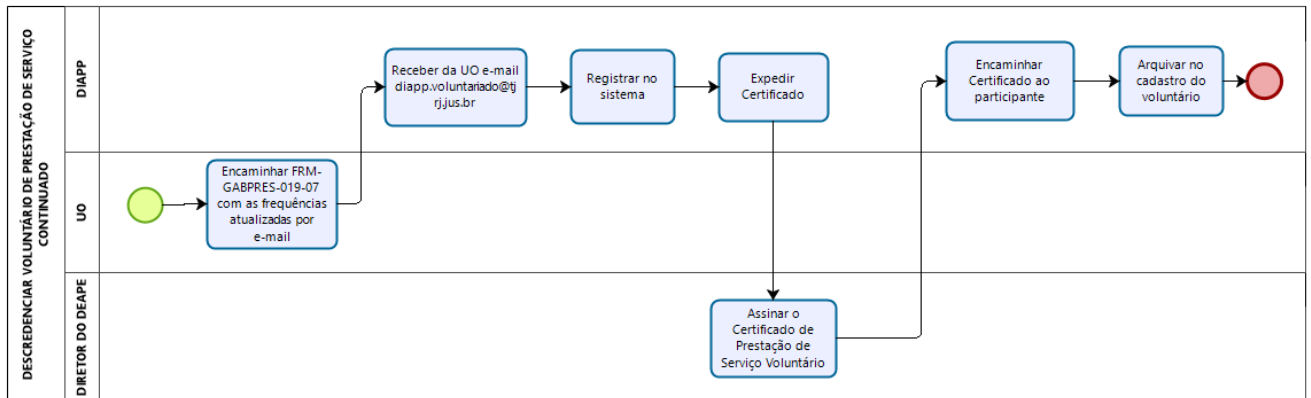 DESCREDENCIAR VOLUNTÁRIO DE PRESTAÇÃO DE SERVIÇO
CONTINUADO
DIAPP
Receber da UO e-mail
diapp.voluntariado@tj
rj.jus.br
Registrar no
sistema
Expedir
Certificado
Encaminhar
Certificado ao
participante
Arquivar no
cadastro do
voluntário
UO
Encaminhar FRM-
GABPRES-019-07
com as frequências
atualizadas por
e-mail
DIRETOR DO DEAPE
Assinar o
Certificado de
Prestação de
Serviço Voluntário